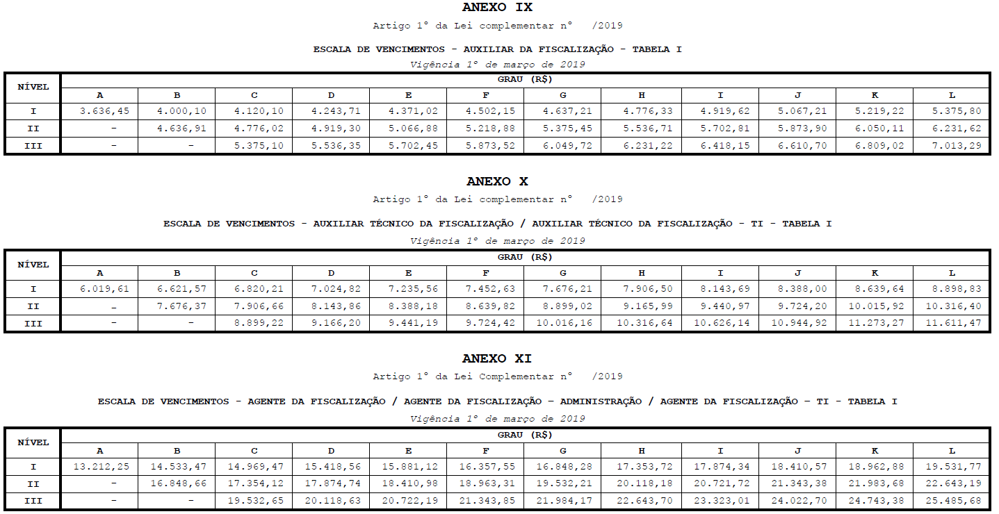 ANEXO IX
Artigo 1º da Lei complementar nº /2019
ESCALA DE VENCIMENTOS - AUXILIAR DA FISCALIZAÇÃO - TABELA I
Vigência 1º de março de 2019
NÍVEL GRAU (R$)
A B C D E F G H I J K L
I 3.636,45 4.000,10 4.120,10 4.243,71 4.371,02 4.502,15 4.637,21 4.776,33 4.919,62 5.067,21 5.219,22 5.375,80
II - 4.636,91 4.776,02 4.919,30 5.066,88 5.218,88 5.375,45 5.536,71 5.702,81 5.873,90 6.050,11 6.231,62
III - - 5.375,10 5.536,35 5.702,45 5.873,52 6.049,72 6.231,22 6.418,15 6.610,70 6.809,02 7.013,29
ANEXO X
Artigo 1º da Lei complementar nº /2019
ESCALA DE VENCIMENTOS - AUXILIAR TÉCNICO DA FISCALIZAÇÃO / AUXILIAR TÉCNICO DA FISCALIZAÇÃO - TI - TABELA I
Vigência 1º de março de 2019
NÍVEL GRAU (R$)
A B C D E F G H I J K L
I 6.019,61 6.621,57 6.820,21 7.024,82 7.235,56 7.452,63 7.676,21 7.906,50 8.143,69 8.388,00 8.639,64 8.898,83
II - 7.676,37 7.906,66 8.143,86 8.388,18 8.639,82 8.899,02 9.165,99 9.440,97 9.724,20 10.015,92 10.316,40
III - - 8.899,22 9.166,20 9.441,19 9.724,42 10.016,16 10.316,64 10.626,14 10.944,92 11.273,27 11.611,47
ANEXO XI
Artigo 1º da Lei Complementar nº /2019
ESCALA DE VENCIMENTOS - AGENTE DA FISCALIZAÇÃO / AGENTE DA FISCALIZAÇÃO – ADMINISTRAÇÃO / AGENTE DA FISCALIZAÇÃO – TI - TABELA I
Vigência 1º de março de 2019
NÍVEL GRAU (R$)
A B C D E F G H I J K L
I 13.212,25 14.533,47 14.969,47 15.418,56 15.881,12 16.357,55 16.848,28 17.353,72 17.874,34 18.410,57 18.962,88 19.531,77
II - 16.848,66 17.354,12 17.874,74 18.410,98 18.963,31 19.532,21 20.118,18 20.721,72 21.343,38 21.983,68 22.643,19
III - - 19.532,65 20.118,63 20.722,19 21.343,85 21.984,17 22.643,70 23.323,01 24.022,70 24.743,38 25.485,68